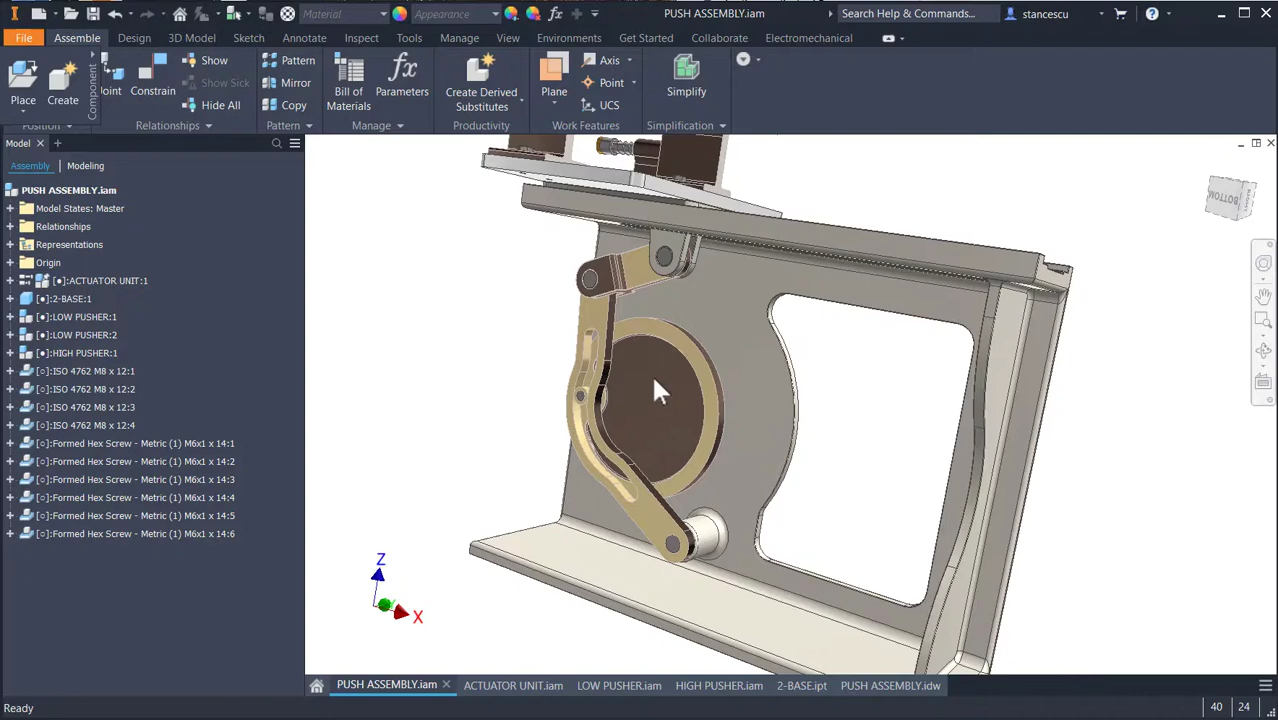 Material
Appearance
PUSH ASSEMBLY.iam
Search Help & Commands...
stancescu
File
Assemble
Design
3D Model
Sketch
Annotate
Inspect
Tools
Manage
View
Environments
Get Started
Collaborate
Electromechanical
Place
Create
Component
Joint
Constrain
Show
Show Sick
Hide All
Pattern
Mirror
Copy
Bill of
Materials
Parameters
Create Derived
Substitutes
Plane
Axis
Point
UCS
Simplify
Position
Relationships
Pattern
Manage
Productivity
Work Features
Simplification
Model
Assembly
Modeling
PUSH ASSEMBLY.iam
Model States: Master
Relationships
Representations
Origin
[●]:ACTUATOR UNIT:1
[●]:2-BASE:1
[●]:LOW PUSHER:1
[●]:LOW PUSHER:2
[●]:HIGH PUSHER:1
[○]:ISO 4762 M8 x 12:1
[○]:ISO 4762 M8 x 12:2
[○]:ISO 4762 M8 x 12:3
[○]:ISO 4762 M8 x 12:4
[○]:Formed Hex Screw - Metric (1) M6x1 x 14:1
[○]:Formed Hex Screw - Metric (1) M6x1 x 14:2
[○]:Formed Hex Screw - Metric (1) M6x1 x 14:3
[○]:Formed Hex Screw - Metric (1) M6x1 x 14:4
[○]:Formed Hex Screw - Metric (1) M6x1 x 14:5
[○]:Formed Hex Screw - Metric (1) M6x1 x 14:6
BOTTOM
Z
X
PUSH ASSEMBLY.iam
ACTUATOR UNIT.iam
LOW PUSHER.iam
HIGH PUSHER.iam
2-BASE.ipt
PUSH ASSEMBLY.idw
Ready
40
24